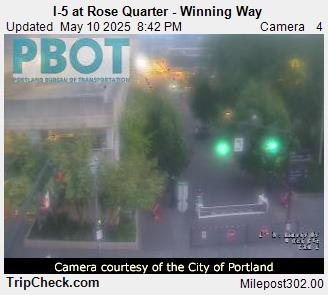 I-5 at Rose Quarter - Winning Way
Updated May 10 2025 8:42 PM Camera 4
PBOT
PORTLAND BUREAU OF TRANSPORTATION
Camera courtesy of the City of Portland
TripCheck.com Milepost302.00